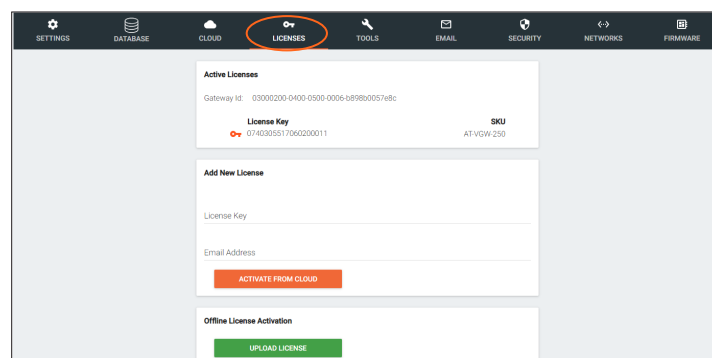 SETTINGS DATABASE CLOUD LICENSES TOOLS EMAIL SECURITY NETWORKS FIRMWARE
Active Licenses
Gateway Id: 03000200-0400-0500-0006-b898b0057e8c
License Key SKU
0740305517060200011 AT-VGW-250
Add New License
License Key
Email Address
ACTIVATE FROM CLOUD
Offline License Activation
UPLOAD LICENSE